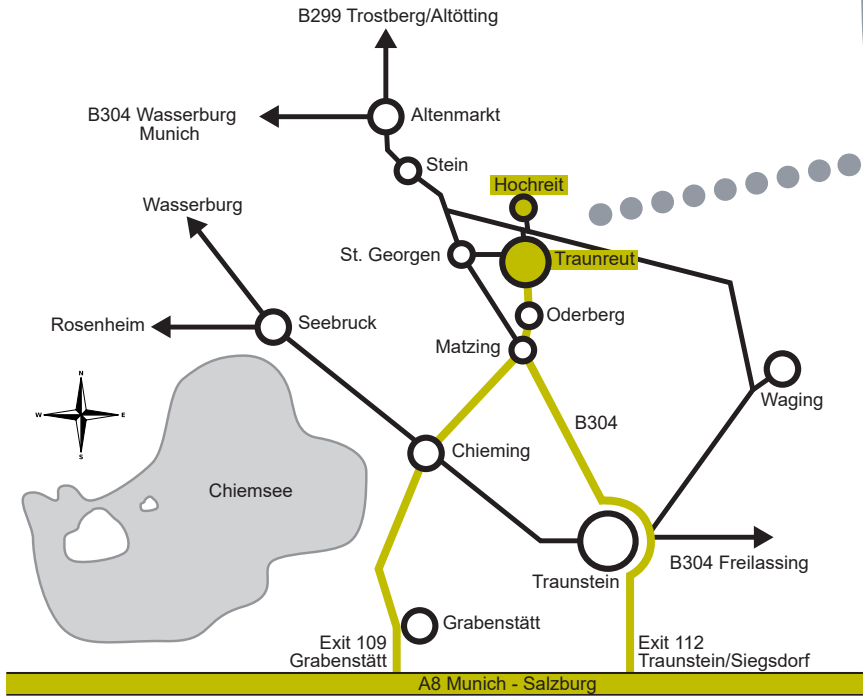 B299 Trostberg/Altötting
B304 Wasserburg
Munich
Altenmarkt
Stein
Hochreit
Wasserburg
St. Georgen
Traunreut
Rosenheim
Seebruck
Oderberg
Matzing
N
W
E
S
Waging
B304
Chieming
Chiemsee
B304 Freilassing
Traunstein
Grabenstätt
Exit 109
Grabenstätt
Exit 112
Traunstein/Siegsdorf
A8 Munich - Salzburg